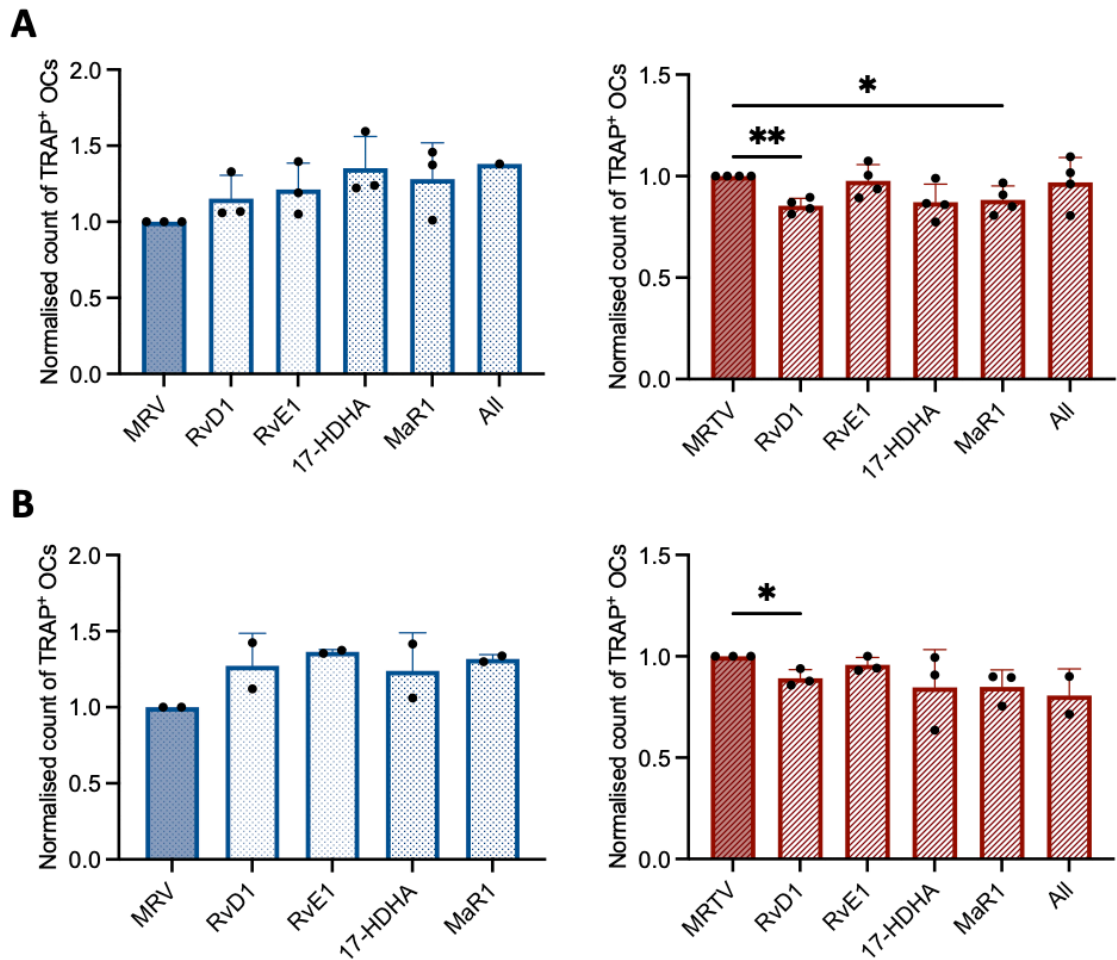 A
Normalised count of TRAP⁺ OCs
2.0
1.5
1.0
0.5
0.0
MRV
RvD1
RvE1
17-HDHA
MaR1
All
Normalised count of TRAP⁺ OCs
1.5
1.0
0.5
0.0
*
**
MRTV
RvD1
RvE1
17-HDHA
MaR1
All
B
Normalised count of TRAP⁺ OCs
2.0
1.5
1.0
0.5
0.0
MRV
RvD1
RvE1
17-HDHA
MaR1
Normalised count of TRAP⁺ OCs
1.5
1.0
0.5
0.0
*
MRTV
RvD1
RvE1
17-HDHA
MaR1
All